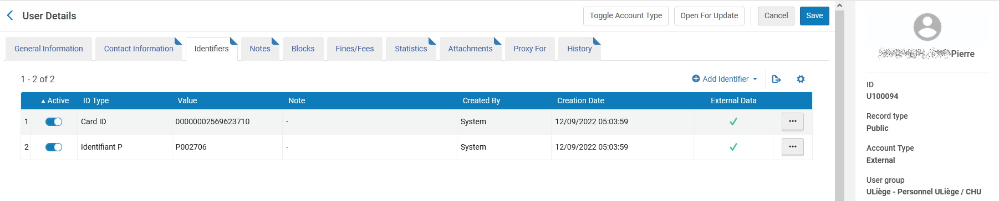 User Details
Toggle Account Type Open For Update Cancel Save
General Information Contact Information Identifiers Notes Blocks Fines/Fees Statistics Attachments Proxy For History
1 - 2 of 2
Add Identifier
Active ID Type Value Note Created By Creation Date External Data
1 Card ID 00000002569623710 - System 12/09/2022 05:03:59
2 Identifiant P P002706 - System 12/09/2022 05:03:59
Pierre
ID
U100094
Record type
Public
Account Type
External
User group
ULiège - Personnel ULiège / CHU